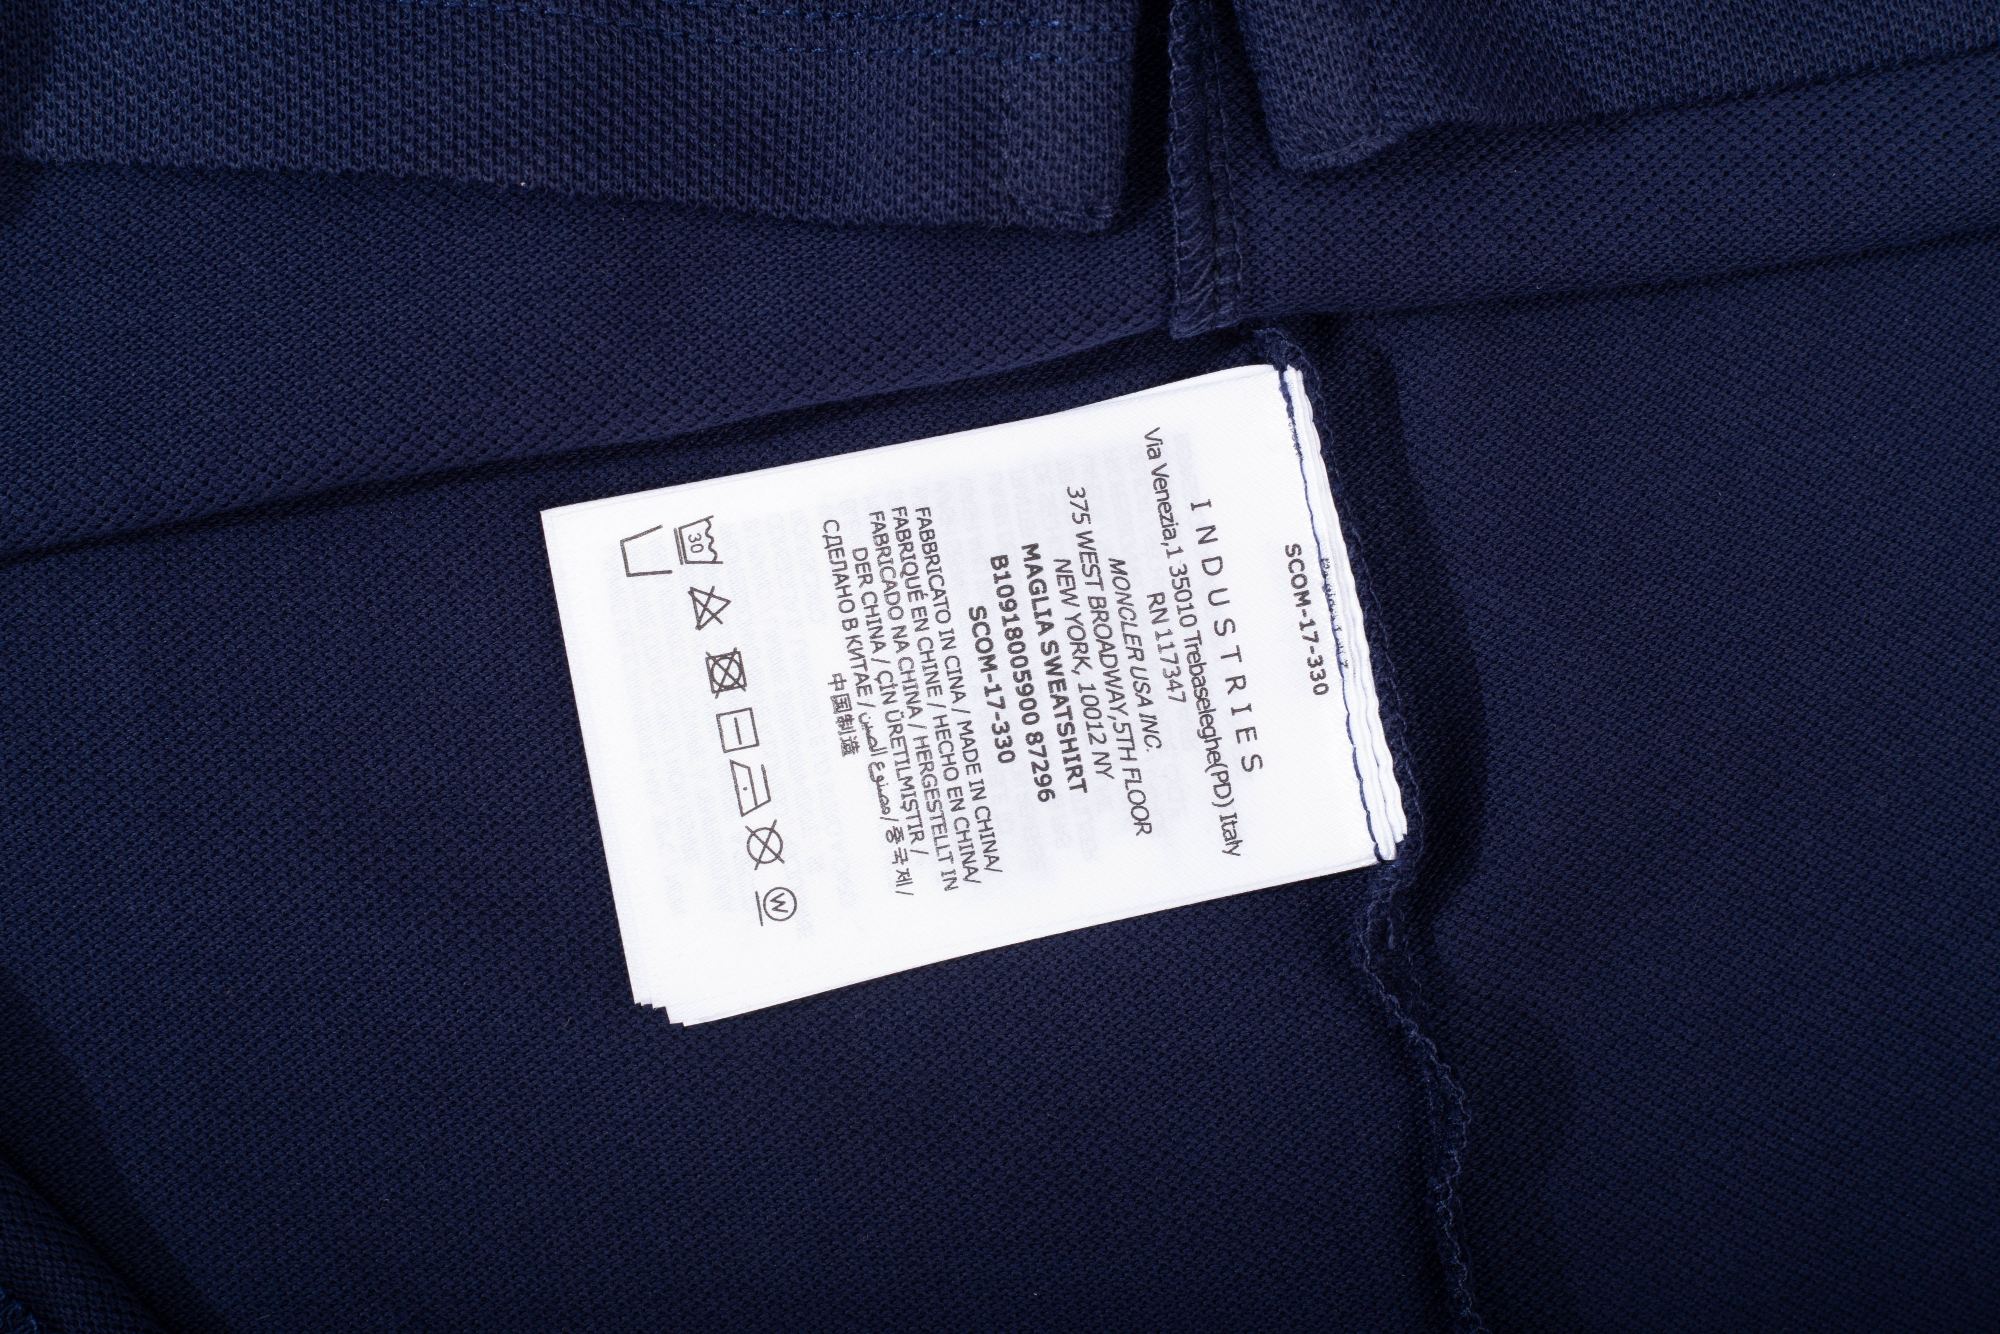 SCOM-17-330
INDUSTRIES
Via Venezia,1 35010 Trebaseleghe(PD) Italy
RN 117347
MONCLER USA INC.
375 WEST BROADWAY,5TH FLOOR
NEW YORK, 10012 NY
MAGLIA SWEATSHIRT
B10918005900 87296
SCOM-17-330
FABBRICATO IN CINA / MADE IN CHINA/
FABRIQUÉ EN CHINE / HECHO EN CHINA/
FABRICADO NA CHINA / HERGESTELLT IN
DER CHINA / ÇİN ÜRETILMIŞTIR /
СДЕЛАНО В КИТАЕ / مصنوع الصين / 중국제/
中国制造
30
W